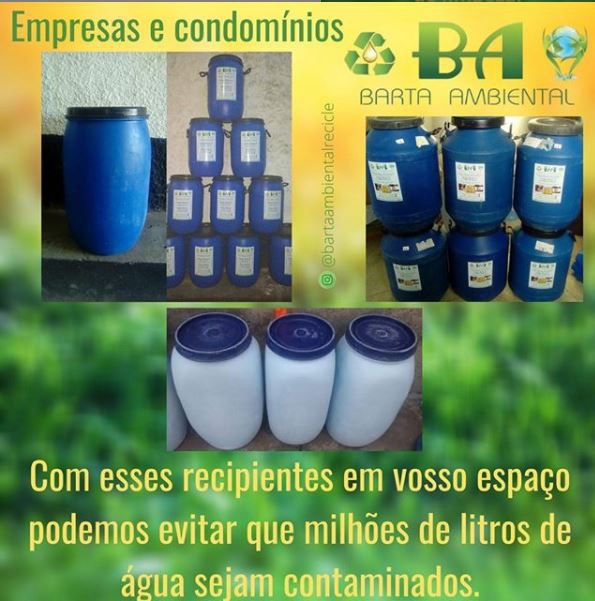 Empresas e condomínios
BA
BARTA AMBIENTAL
@bartaambientalrecicle
Com esses recipientes em vosso espaço
podemos evitar que milhões de litros de
água sejam contaminados.